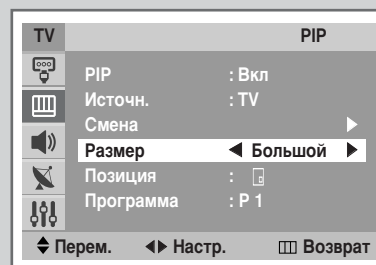 TV PIP
PIP : Вкл
Источн. : TV
Смена
Размер Большой
Позиция :
Программа : P 1
Перем. Настр. Возврат